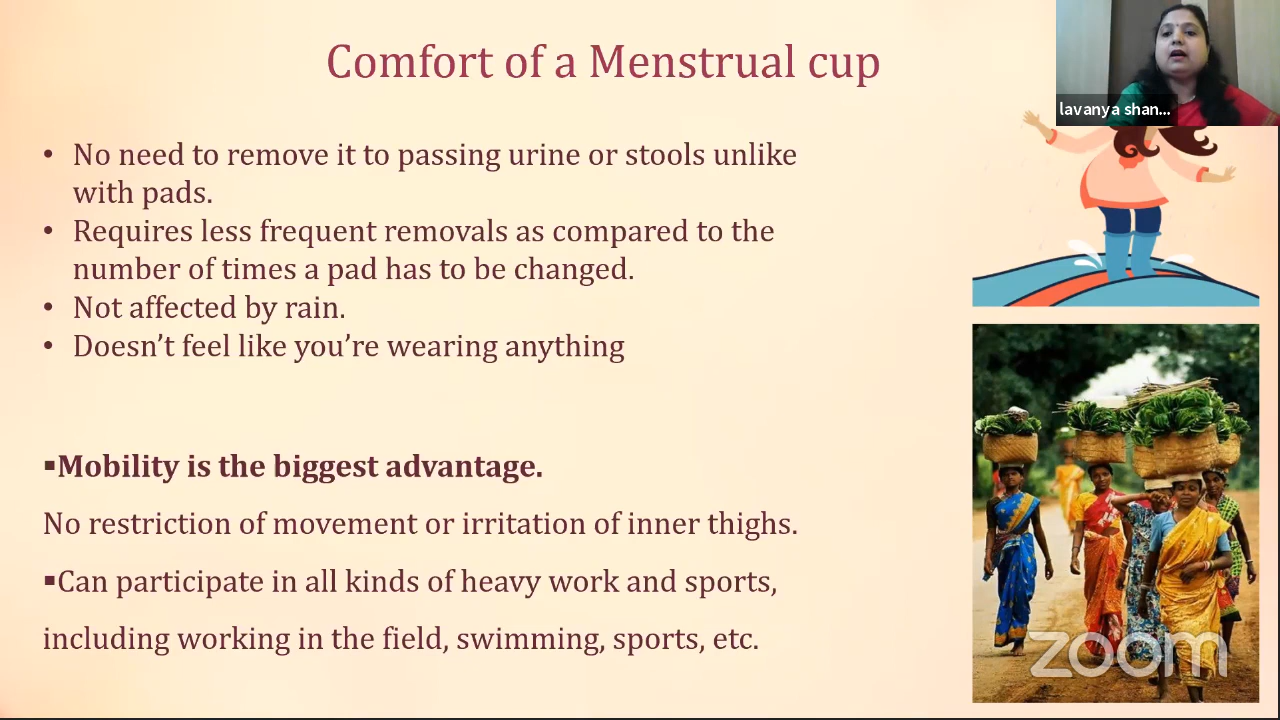 Comfort of a Menstrual cup
lavanya shan...
• No need to remove it to passing urine or stools unlike
with pads.
• Requires less frequent removals as compared to the
number of times a pad has to be changed.
• Not affected by rain.
• Doesn’t feel like you’re wearing anything
▪Mobility is the biggest advantage.
No restriction of movement or irritation of inner thighs.
▪Can participate in all kinds of heavy work and sports,
including working in the field, swimming, sports, etc.
zoom